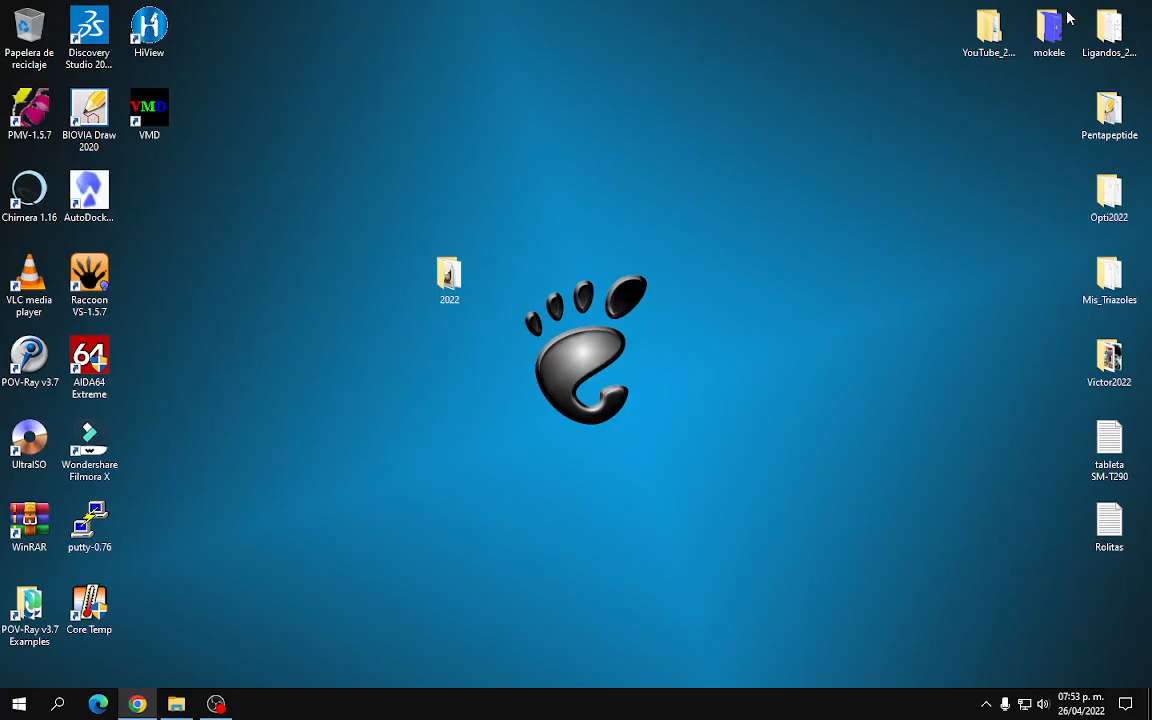 Papelera de
reciclaje
Discovery
Studio 20...
HiView
YouTube_2...
mokele
Ligandos_2...
PMV-1.5.7
BIOVIA Draw
2020
VMD
VMD
Pentapeptide
Chimera 1.16
AutoDock...
Opti2022
VLC media
player
Raccoon
VS-1.5.7
2022
Mis_Triazoles
POV-Ray v3.7
64
AIDA64
Extreme
Victor2022
UltraISO
Wondershare
Filmora X
tableta
SM-T290
WinRAR
putty-0.76
Rolitas
POV-Ray v3.7
Examples
Core Temp
07:53 p. m.
26/04/2022